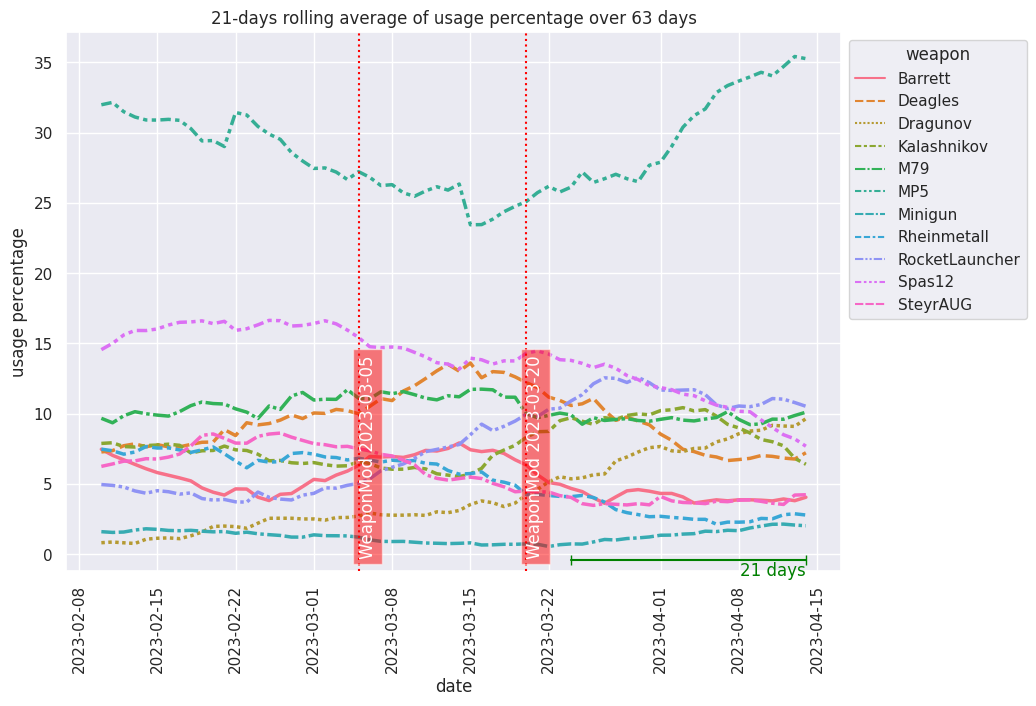 21-days rolling average of usage percentage over 63 days
35
30
25
20
15
10
5
0
usage percentage
WeaponMod 2023-03-05
WeaponMod 2023-03-20
21 days
2023-02-08
2023-02-15
2023-02-22
2023-03-01
2023-03-08
2023-03-15
2023-03-22
2023-04-01
2023-04-08
2023-04-15
date
weapon
Barrett
Deagles
Dragunov
Kalashnikov
M79
MP5
Minigun
Rheinmetall
RocketLauncher
Spas12
SteyrAUG